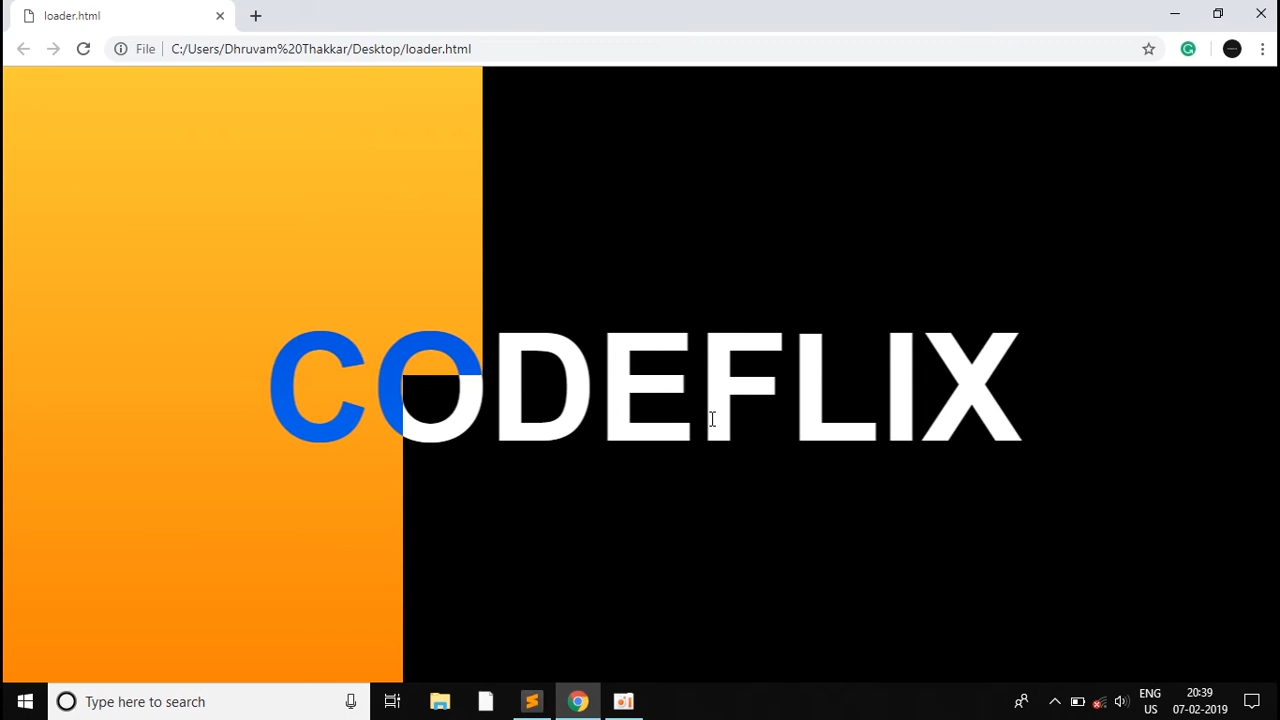 loader.html
File C:/Users/Dhruvam%20Thakkar/Desktop/loader.html
CODEFLIX
Type here to search
ENG
US
20:39
07-02-2019